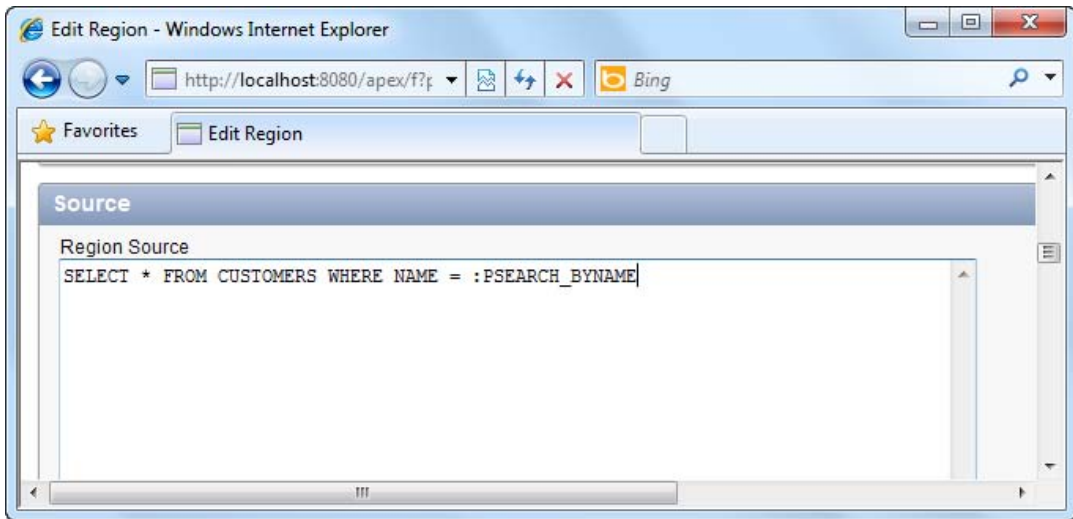 Edit Region - Windows Internet Explorer
http://localhost:8080/apex/f?p
Bing
Favorites
Edit Region
Source
Region Source
SELECT * FROM CUSTOMERS WHERE NAME = :PSEARCH_BYNAME